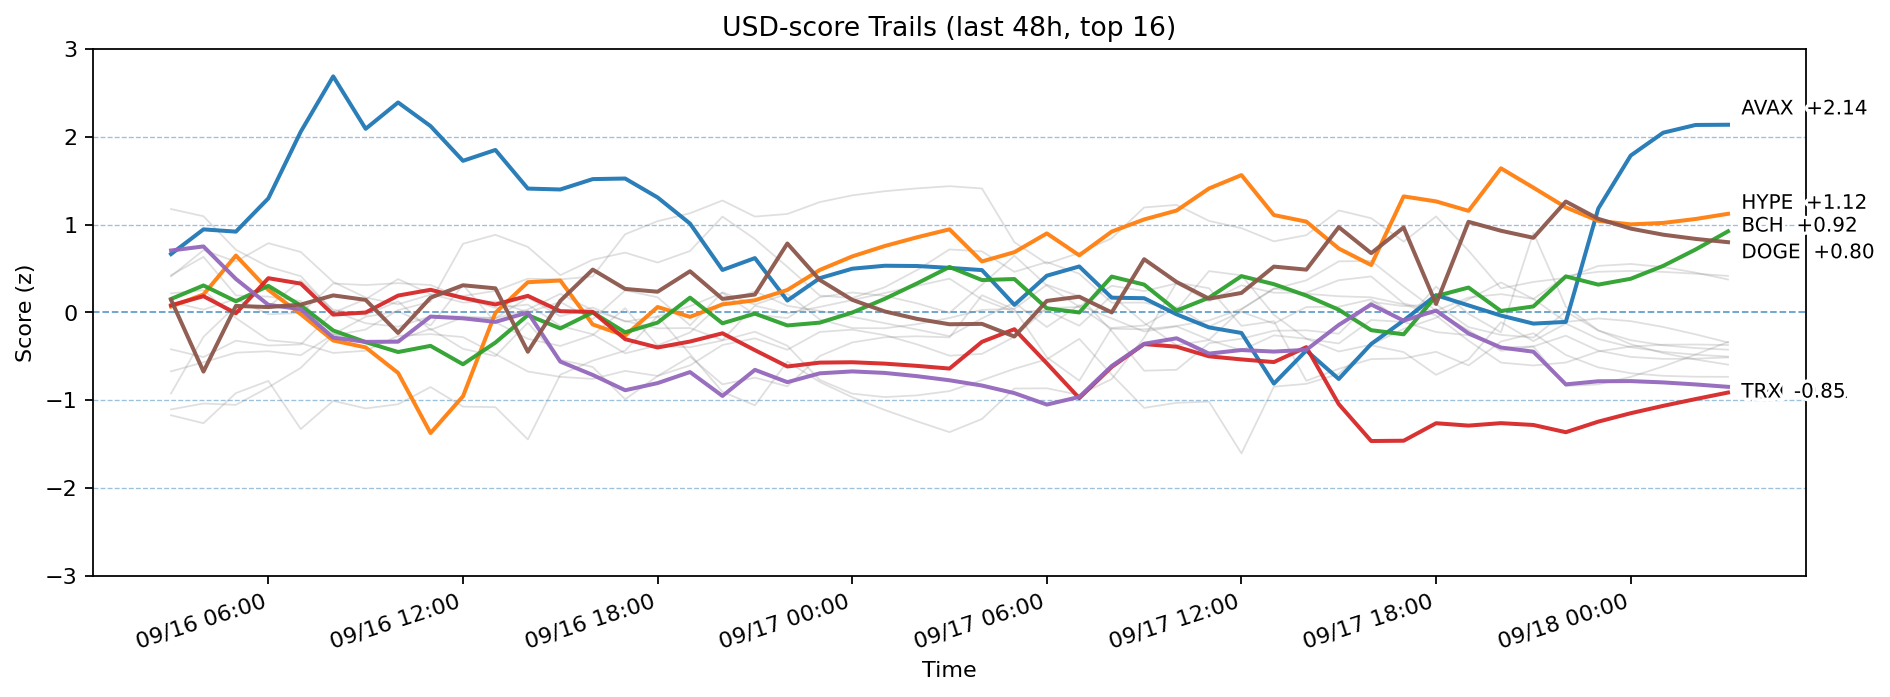 USD-score Trails (last 48h, top 16)
Score (z)
3
2
1
0
−1
−2
−3
AVAX +2.14
HYPE +1.12
BCH +0.92
DOGE +0.80
TRX -0.85
09/16 06:00
09/16 12:00
09/16 18:00
09/17 00:00
09/17 06:00
09/17 12:00
09/17 18:00
09/18 00:00
Time